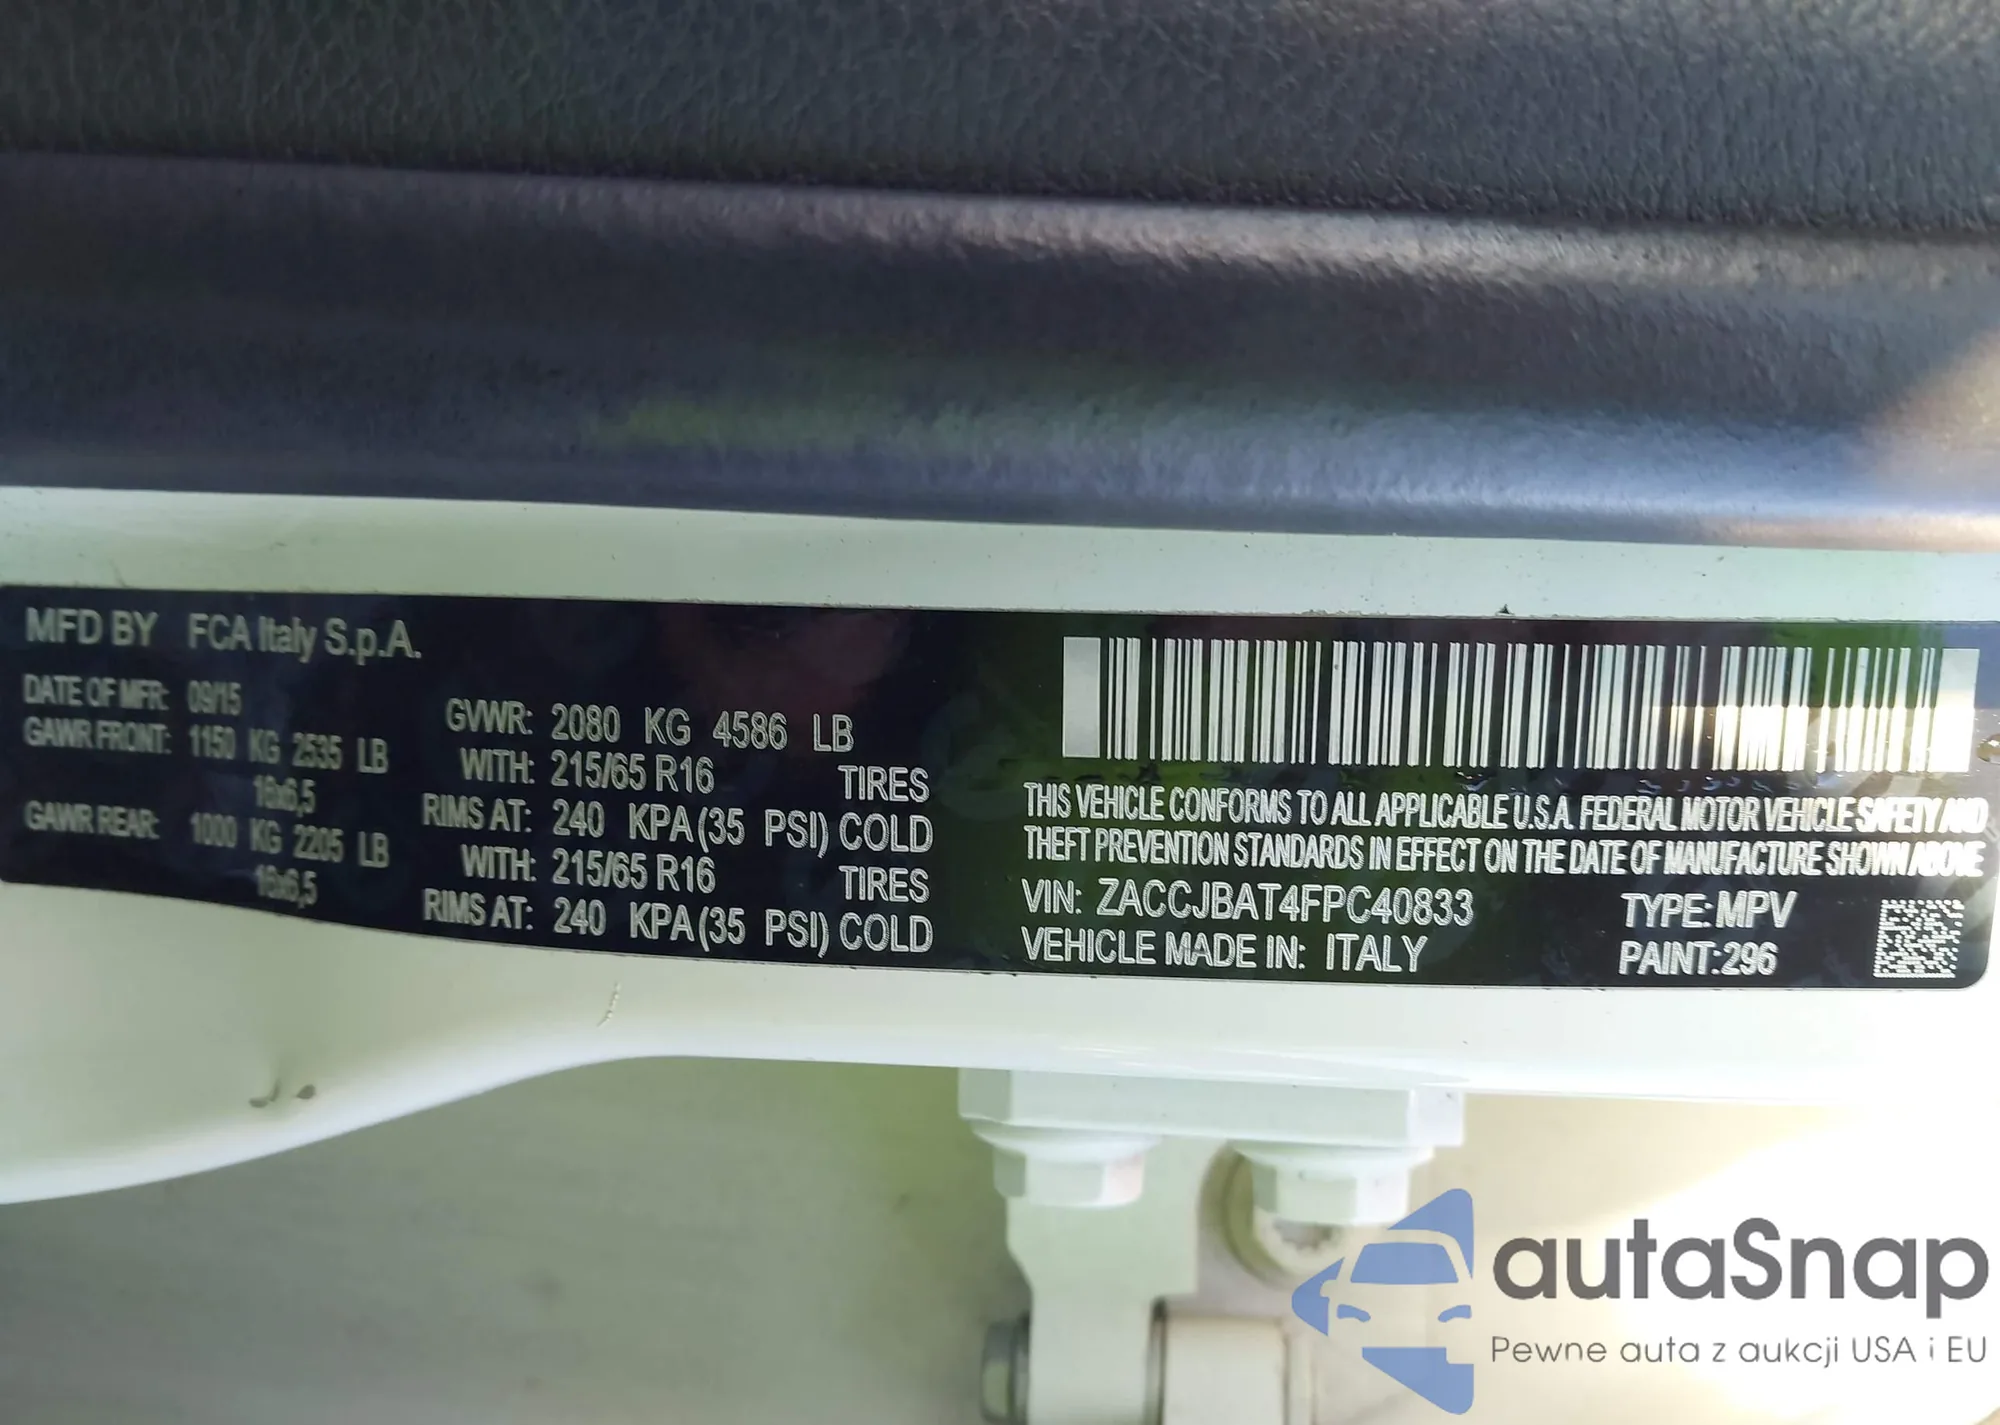 MFD BY FCA Italy S.p.A.
DATE OF MFR: 09/15
GAWR FRONT: 1150 KG 2535 LB
16x6,5
GAWR REAR: 1000 KG 2205 LB
16x6,5
GVWR: 2080 KG 4586 LB
WITH: 215/65 R16 TIRES
RIMS AT: 240 KPA (35 PSI) COLD
WITH: 215/65 R16 TIRES
RIMS AT: 240 KPA (35 PSI) COLD
THIS VEHICLE CONFORMS TO ALL APPLICABLE U.S.A. FEDERAL MOTOR VEHICLE SAFETY AND
THEFT PREVENTION STANDARDS IN EFFECT ON THE DATE OF MANUFACTURE SHOWN ABOVE
VIN: ZACCJBAT4FPC40833 TYPE: MPV
VEHICLE MADE IN: ITALY PAINT:296
autaSnap
Pewne auta z aukcji USA i EU